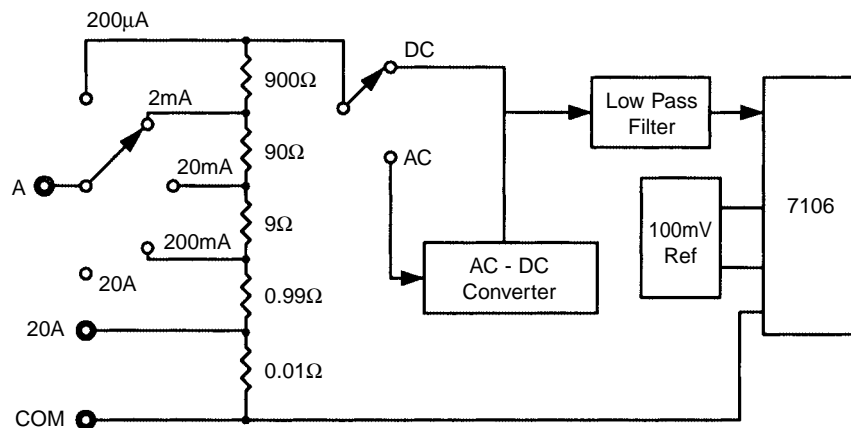 200µA
DC
900Ω
2mA
Low Pass
Filter
90Ω
AC
20mA
A
7106
9Ω
100mV
Ref
200mA
AC - DC
Converter
20A
0.99Ω
20A
0.01Ω
COM